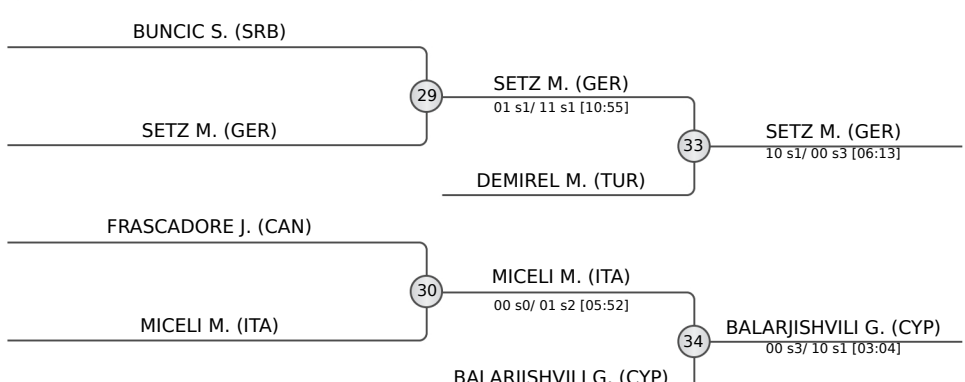 BUNCIC S. (SRB)
29
SETZ M. (GER)
01 s1/ 11 s1 [10:55]
SETZ M. (GER)
33
SETZ M. (GER)
10 s1/ 00 s3 [06:13]
DEMIREL M. (TUR)
FRASCADORE J. (CAN)
30
MICELI M. (ITA)
00 s0/ 01 s2 [05:52]
MICELI M. (ITA)
34
BALARJISHVILI G. (CYP)
00 s3/ 10 s1 [03:04]
BALARJISHVILI G. (CYP)